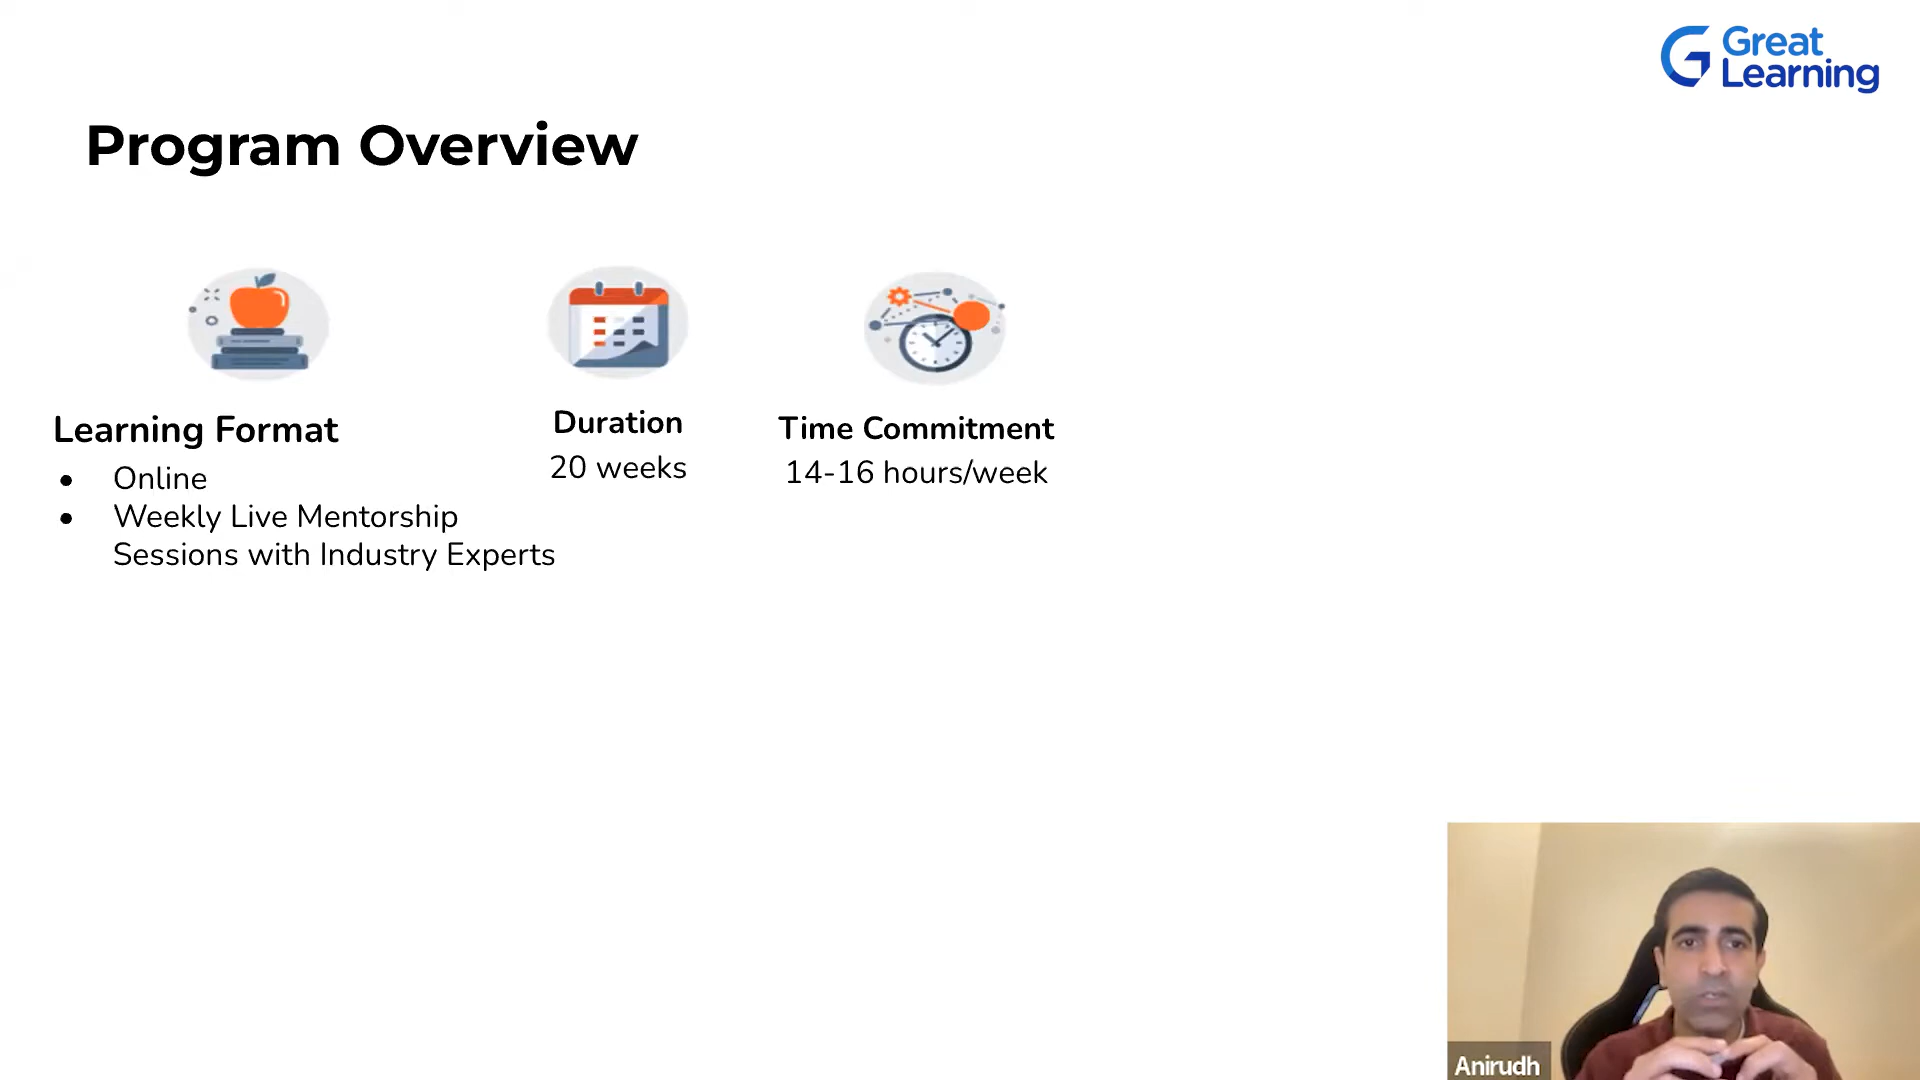 Great
Learning
Program Overview
Learning Format
• Online
• Weekly Live Mentorship
Sessions with Industry Experts
Duration
20 weeks
Time Commitment
14-16 hours/week
Anirudh